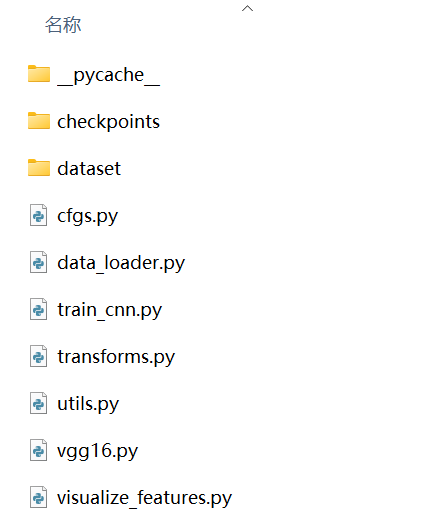 名称
__pycache__
checkpoints
dataset
cfgs.py
data_loader.py
train_cnn.py
transforms.py
utils.py
vgg16.py
visualize_features.py